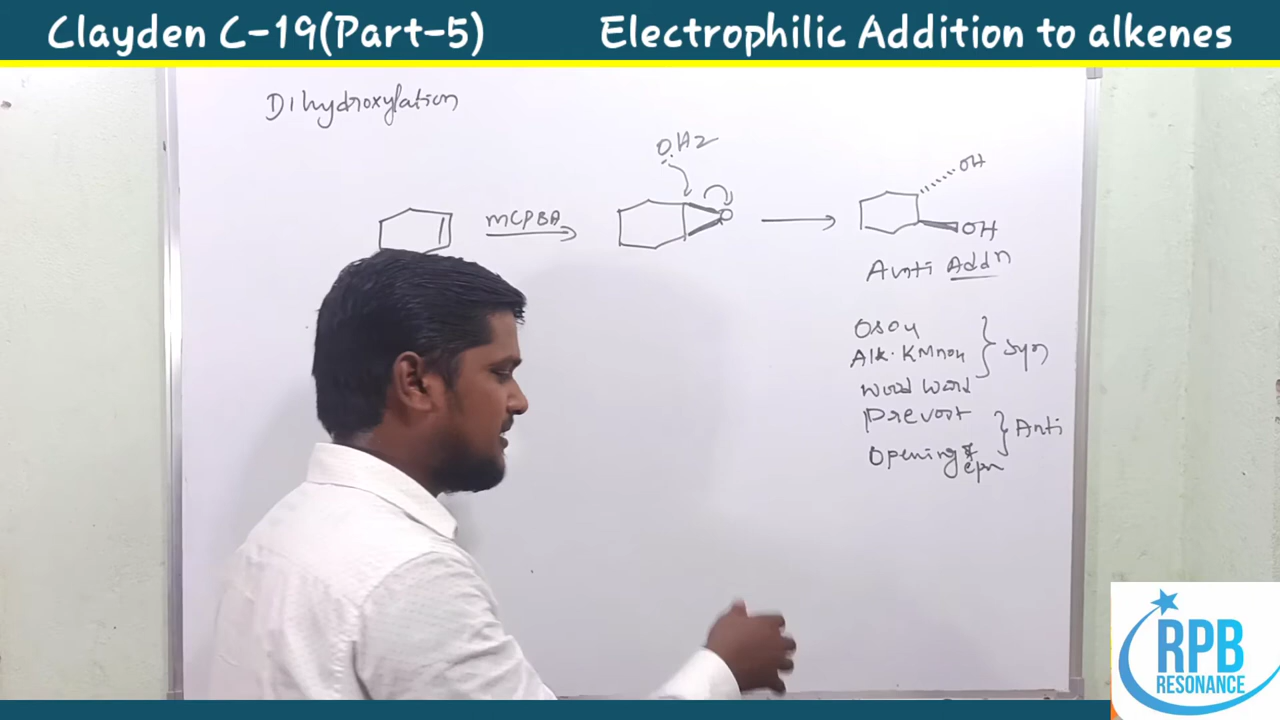 Clayden C-19(Part-5) Electrophilic Addition to alkenes
Dihydroxylation
mCPBA
OH2
O
OH
OH
Anti Addn
OsO4
Alk. KMnO4
Wood Ward
} Syn
Prevost
Opening of epn
} Anti
RPB
RESONANCE